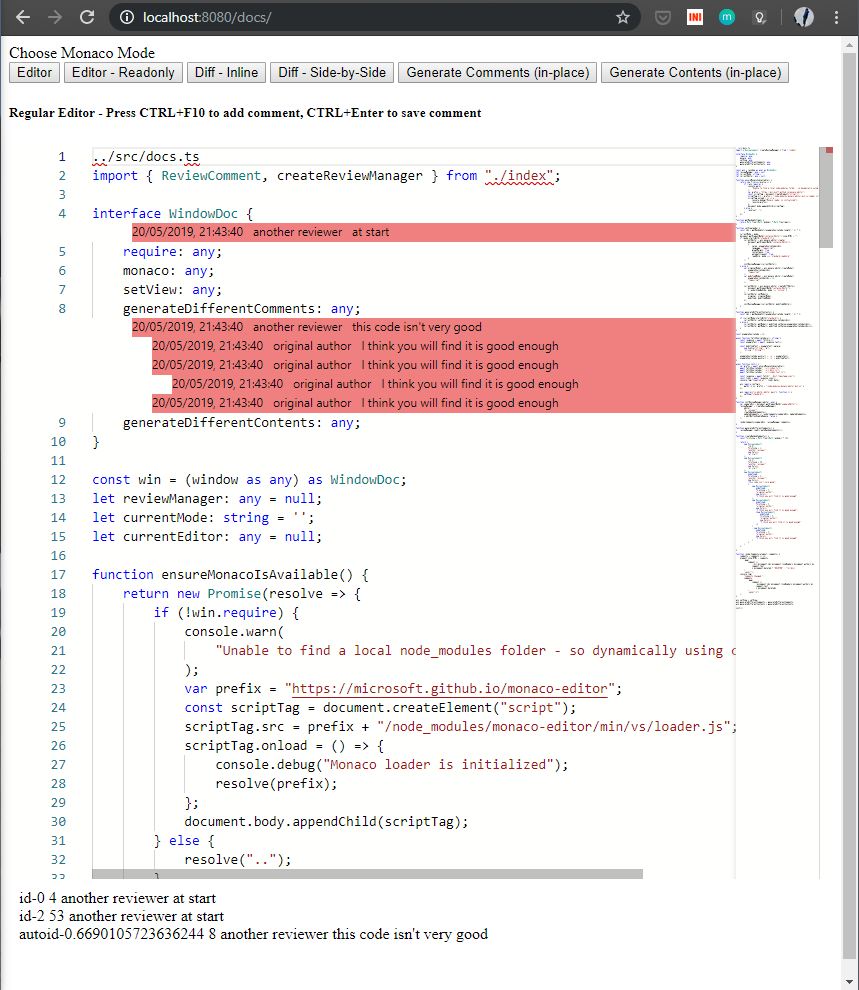 localhost:8080/docs/
INI
m
Choose Monaco Mode
Editor Editor - Readonly Diff - Inline Diff - Side-by-Side Generate Comments (in-place) Generate Contents (in-place)
Regular Editor - Press CTRL+F10 to add comment, CTRL+Enter to save comment
1 ../src/docs.ts
2 import { ReviewComment, createReviewManager } from "./index";
3
4 interface WindowDoc {
20/05/2019, 21:43:40 another reviewer at start
5 require: any;
6 monaco: any;
7 setView: any;
8 generateDifferentComments: any;
20/05/2019, 21:43:40 another reviewer this code isn't very good
20/05/2019, 21:43:40 original author I think you will find it is good enough
20/05/2019, 21:43:40 original author I think you will find it is good enough
20/05/2019, 21:43:40 original author I think you will find it is good enough
20/05/2019, 21:43:40 original author I think you will find it is good enough
9 generateDifferentContents: any;
10 }
11
12 const win = (window as any) as WindowDoc;
13 let reviewManager: any = null;
14 let currentMode: string = '';
15 let currentEditor: any = null;
16
17 function ensureMonacoIsAvailable() {
18 return new Promise(resolve => {
19 if (!win.require) {
20 console.warn(
21 "Unable to find a local node_modules folder - so dynamically using
22 );
23 var prefix = "https://microsoft.github.io/monaco-editor";
24 const scriptTag = document.createElement("script");
25 scriptTag.src = prefix + "/node_modules/monaco-editor/min/vs/loader.js";
26 scriptTag.onload = () => {
27 console.debug("Monaco loader is initialized");
28 resolve(prefix);
29 };
30 document.body.appendChild(scriptTag);
31 } else {
32 resolve("..");
33 }
id-0 4 another reviewer at start
id-2 53 another reviewer at start
autoid-0.6690105723636244 8 another reviewer this code isn't very good